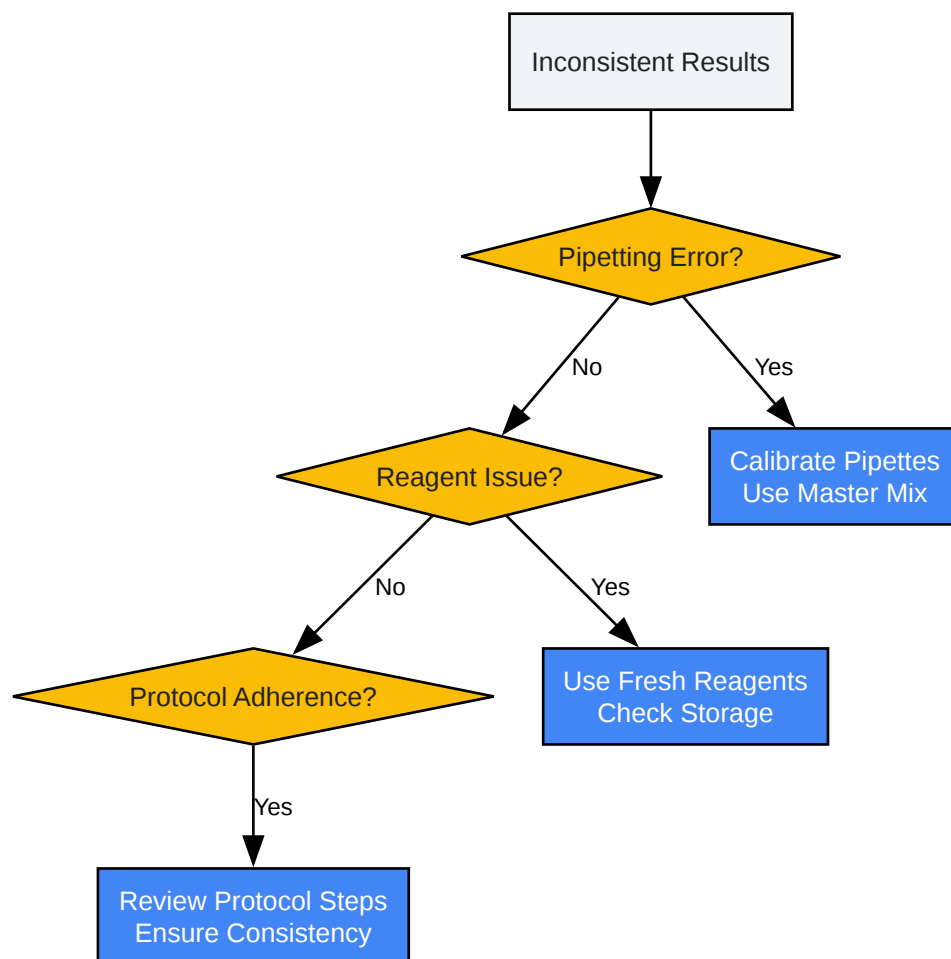 Inconsistent Results
Pipetting Error?
No
Yes
Reagent Issue?
Calibrate Pipettes
Use Master Mix
No
Yes
Protocol Adherence?
Use Fresh Reagents
Check Storage
Yes
Review Protocol Steps
Ensure Consistency